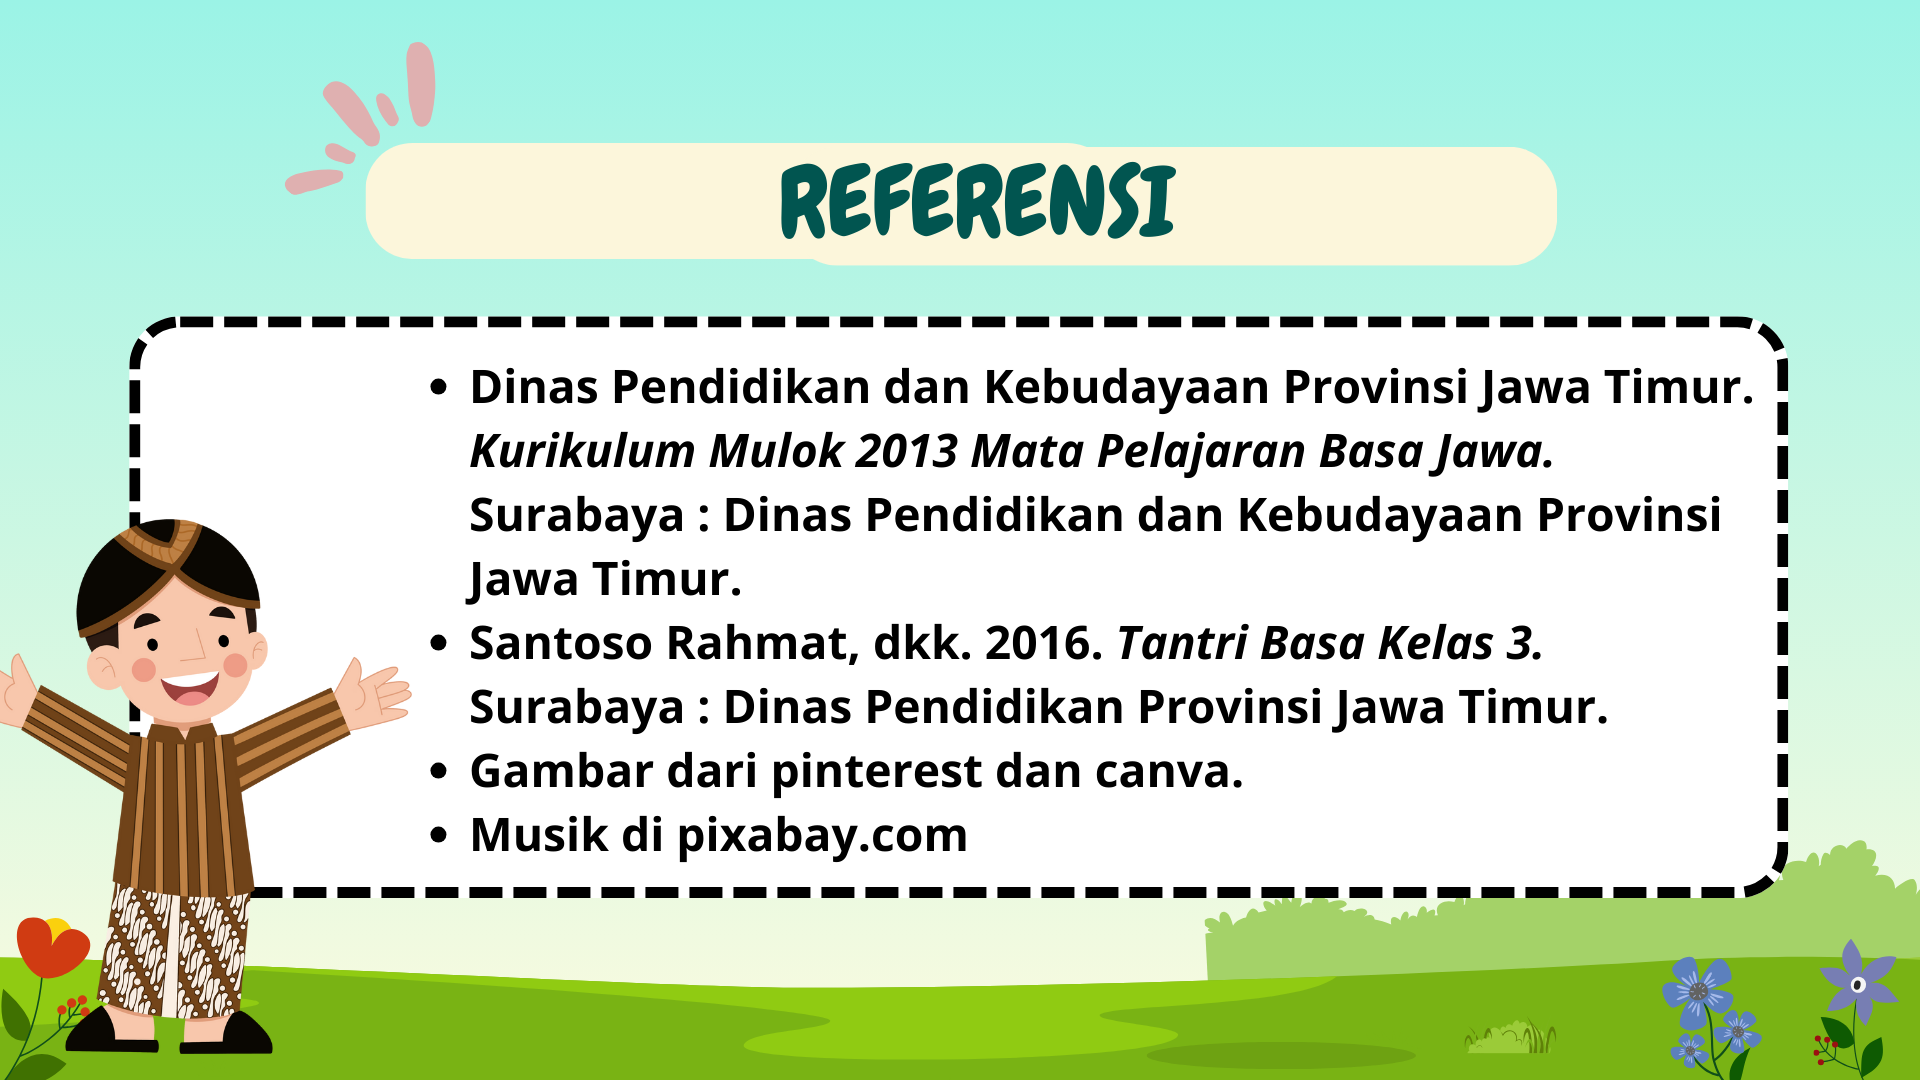 REFERENSI
• Dinas Pendidikan dan Kebudayaan Provinsi Jawa Timur.
Kurikulum Mulok 2013 Mata Pelajaran Basa Jawa.
Surabaya : Dinas Pendidikan dan Kebudayaan Provinsi
Jawa Timur.
• Santoso Rahmat, dkk. 2016. Tantri Basa Kelas 3.
Surabaya : Dinas Pendidikan Provinsi Jawa Timur.
• Gambar dari pinterest dan canva.
• Musik di pixabay.com